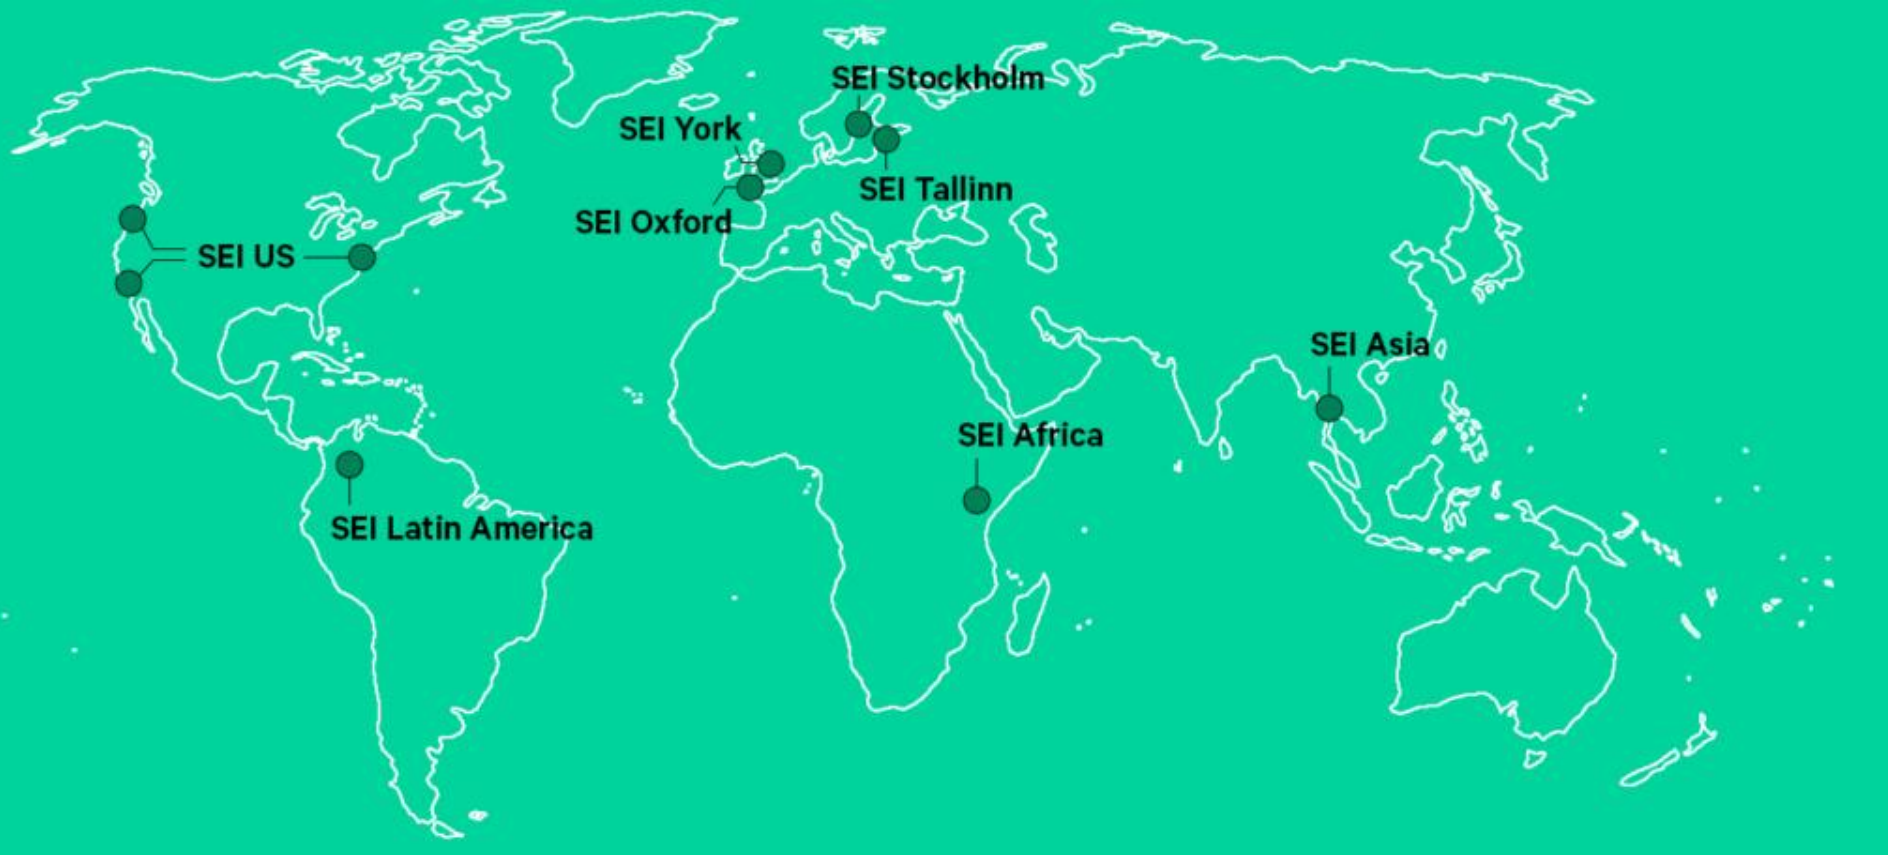 SEI Stockholm
SEI York
SEI Tallinn
SEI Oxford
SEI US
SEI Asia
SEI Africa
SEI Latin America